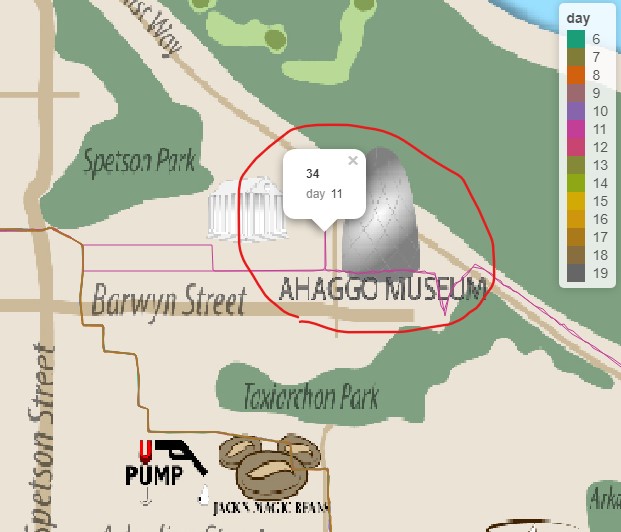 ast Way
day
6
7
8
9
10
11
12
13
14
15
16
17
18
19
Spetson Park
34
day 11
×
AHAGGO MUSEUM
Barwyn Street
Spetson Street
Taxiarchon Park
U
PUMP
JACK'S MAGIC BEANS
Arka